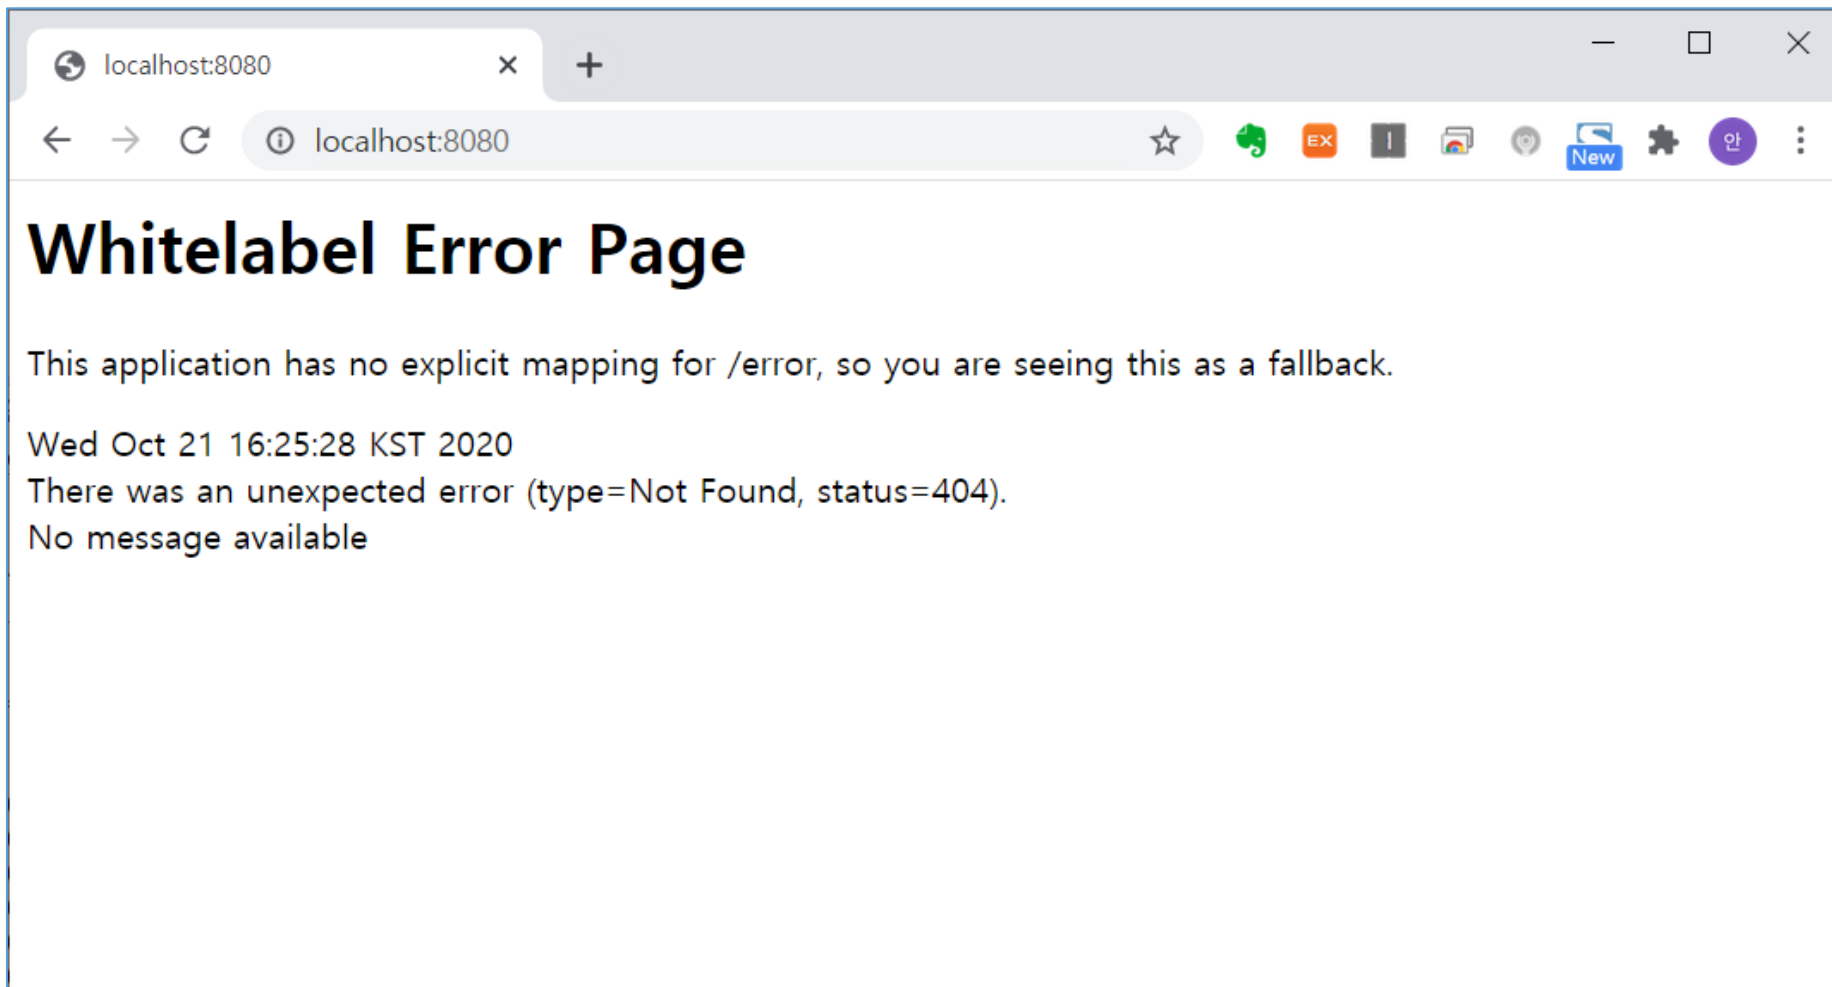 localhost:8080
localhost:8080
EX
New
안
Whitelabel Error Page
This application has no explicit mapping for /error, so you are seeing this as a fallback.
Wed Oct 21 16:25:28 KST 2020
There was an unexpected error (type=Not Found, status=404).
No message available